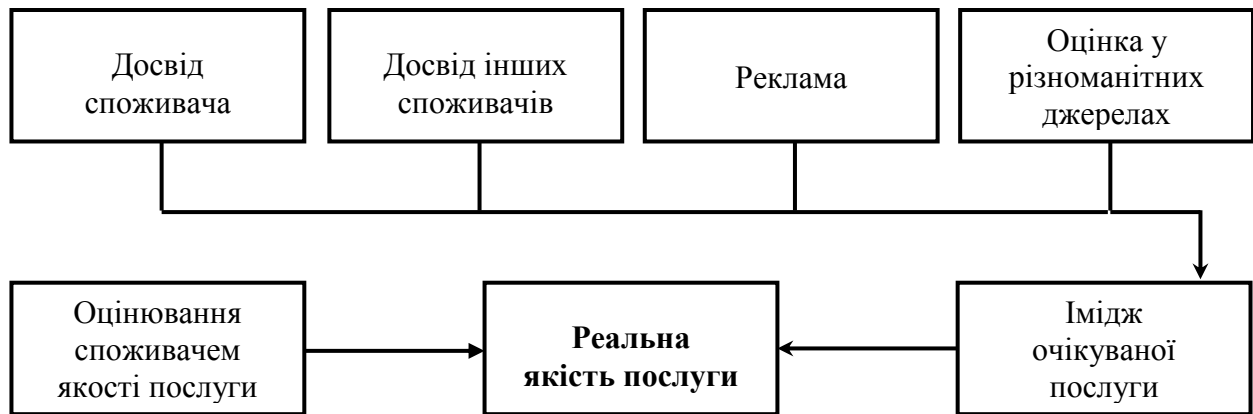 Досвід
споживача
Досвід інших
споживачів
Реклама
Оцінка у
різноманітних
джерелах
Оцінювання
споживачем
якості послуги
Реальна
якість послуги
Імідж
очікуваної
послуги